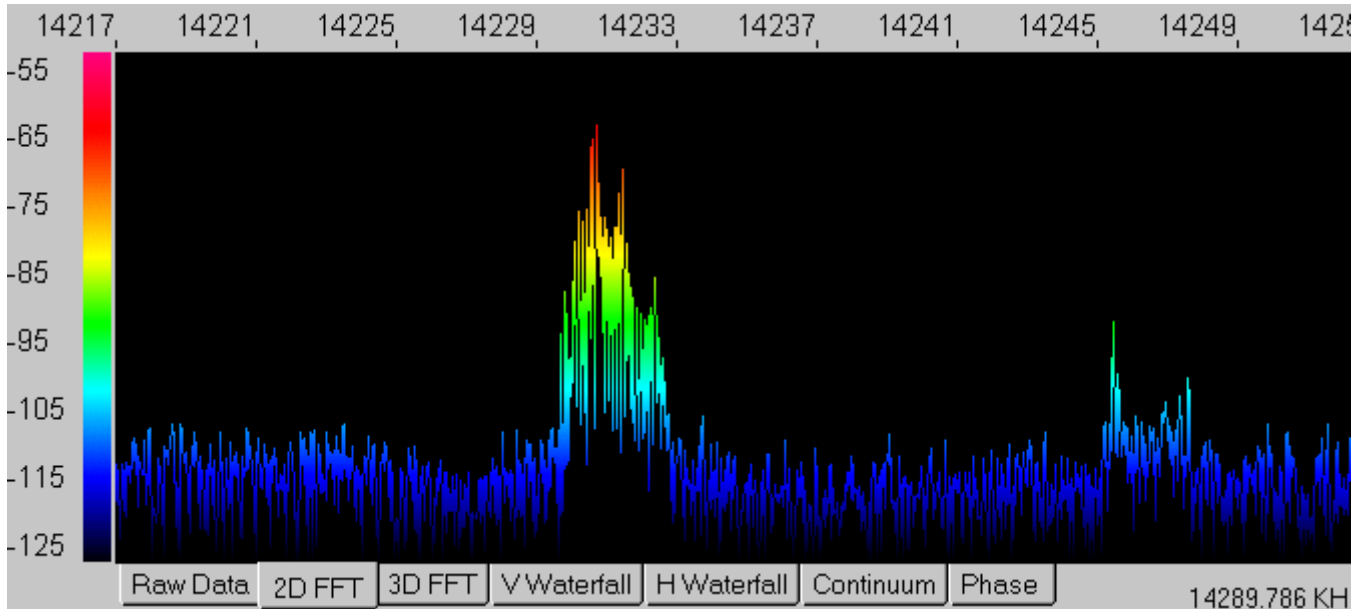 14217 14221 14225 14229 14233 14237 14241 14245 14249 1425
-55
-65
-75
-85
-95
-105
-115
-125
Raw Data 2D FFT 3D FFT V Waterfall H Waterfall Continuum Phase
14289.786 KH